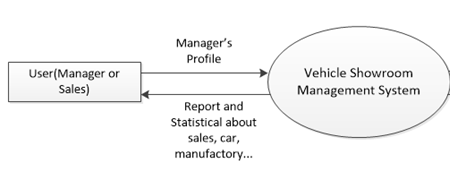 Manager's
Profile
User(Manager or
Sales)
Vehicle Showroom
Management System
Report and
Statistical about
sales, car,
manufactory...